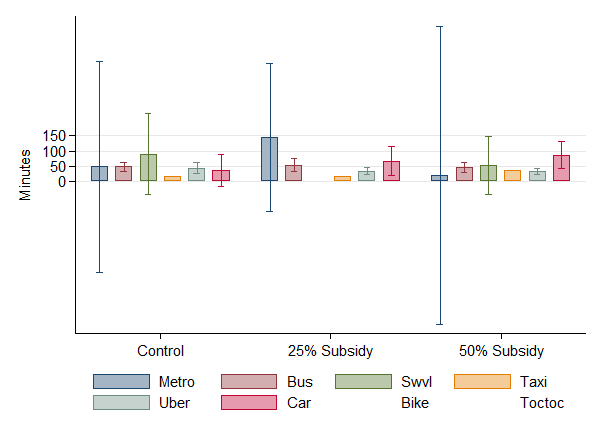 150
100
50
0
Minutes
Control 25% Subsidy 50% Subsidy
Metro Bus Swvl Taxi
Uber Car Bike Toctoc